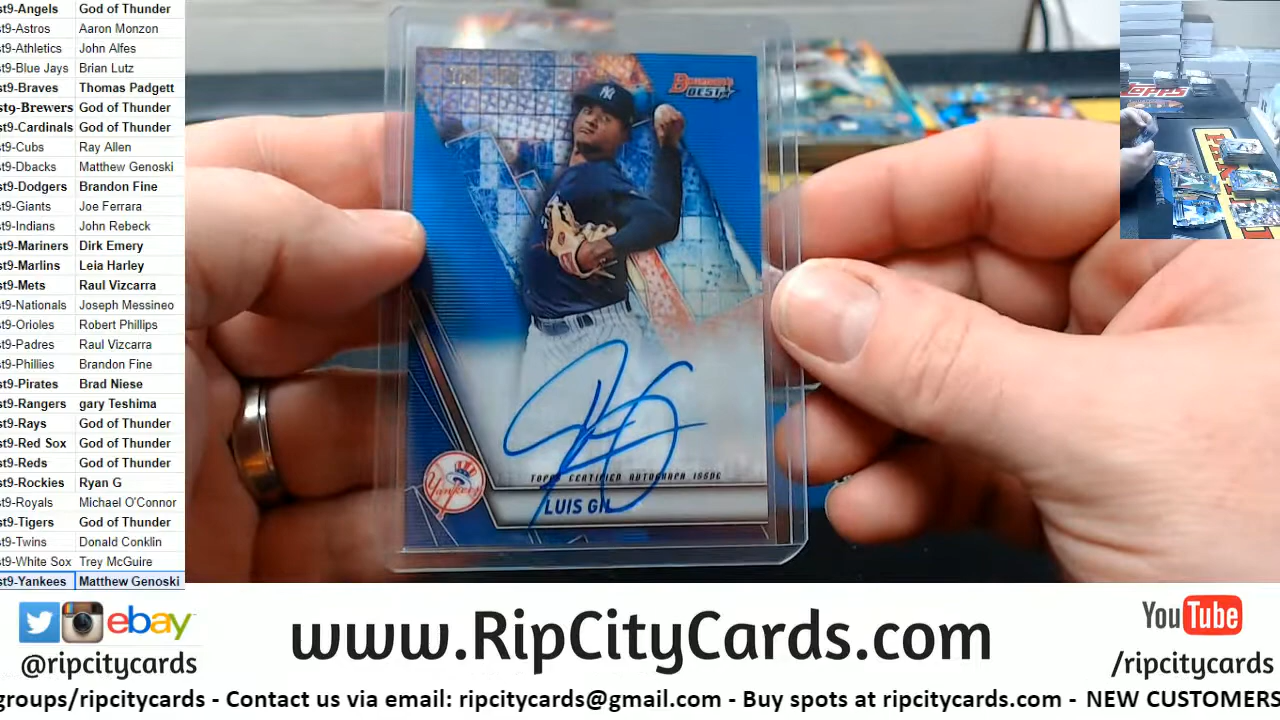 st9-Angels God of Thunder
st9-Astros Aaron Monzon
st9-Athletics John Alfes
st9-Blue Jays Brian Lutz
st9-Braves Thomas Padgett
st9-Brewers God of Thunder
st9-Cardinals God of Thunder
st9-Cubs Ray Allen
st9-Dbacks Matthew Genoski
st9-Dodgers Brandon Fine
st9-Giants Joe Ferrara
st9-Indians John Rebeck
st9-Mariners Dirk Emery
st9-Marlins Leia Harley
st9-Mets Raul Vizcarra
st9-Nationals Joseph Messineo
st9-Orioles Robert Phillips
st9-Padres Raul Vizcarra
st9-Phillies Brandon Fine
st9-Pirates Brad Niese
st9-Rangers gary Teshima
st9-Rays God of Thunder
st9-Red Sox God of Thunder
st9-Reds God of Thunder
st9-Rockies Ryan G
st9-Royals Michael O'Connor
st9-Tigers God of Thunder
st9-Twins Donald Conklin
st9-White Sox Trey McGuire
st9-Yankees Matthew Genoski
Bowman's
BEST
NY
TOPPS CERTIFIED AUTOGRAPH ISSUE
Yankees
LUIS GIL
Topps
ebay
@ripcitycards
www.RipCityCards.com
YouTube
/ripcitycards
groups/ripcitycards - Contact us via email: ripcitycards@gmail.com - Buy spots at ripcitycards.com - NEW CUSTOMERS